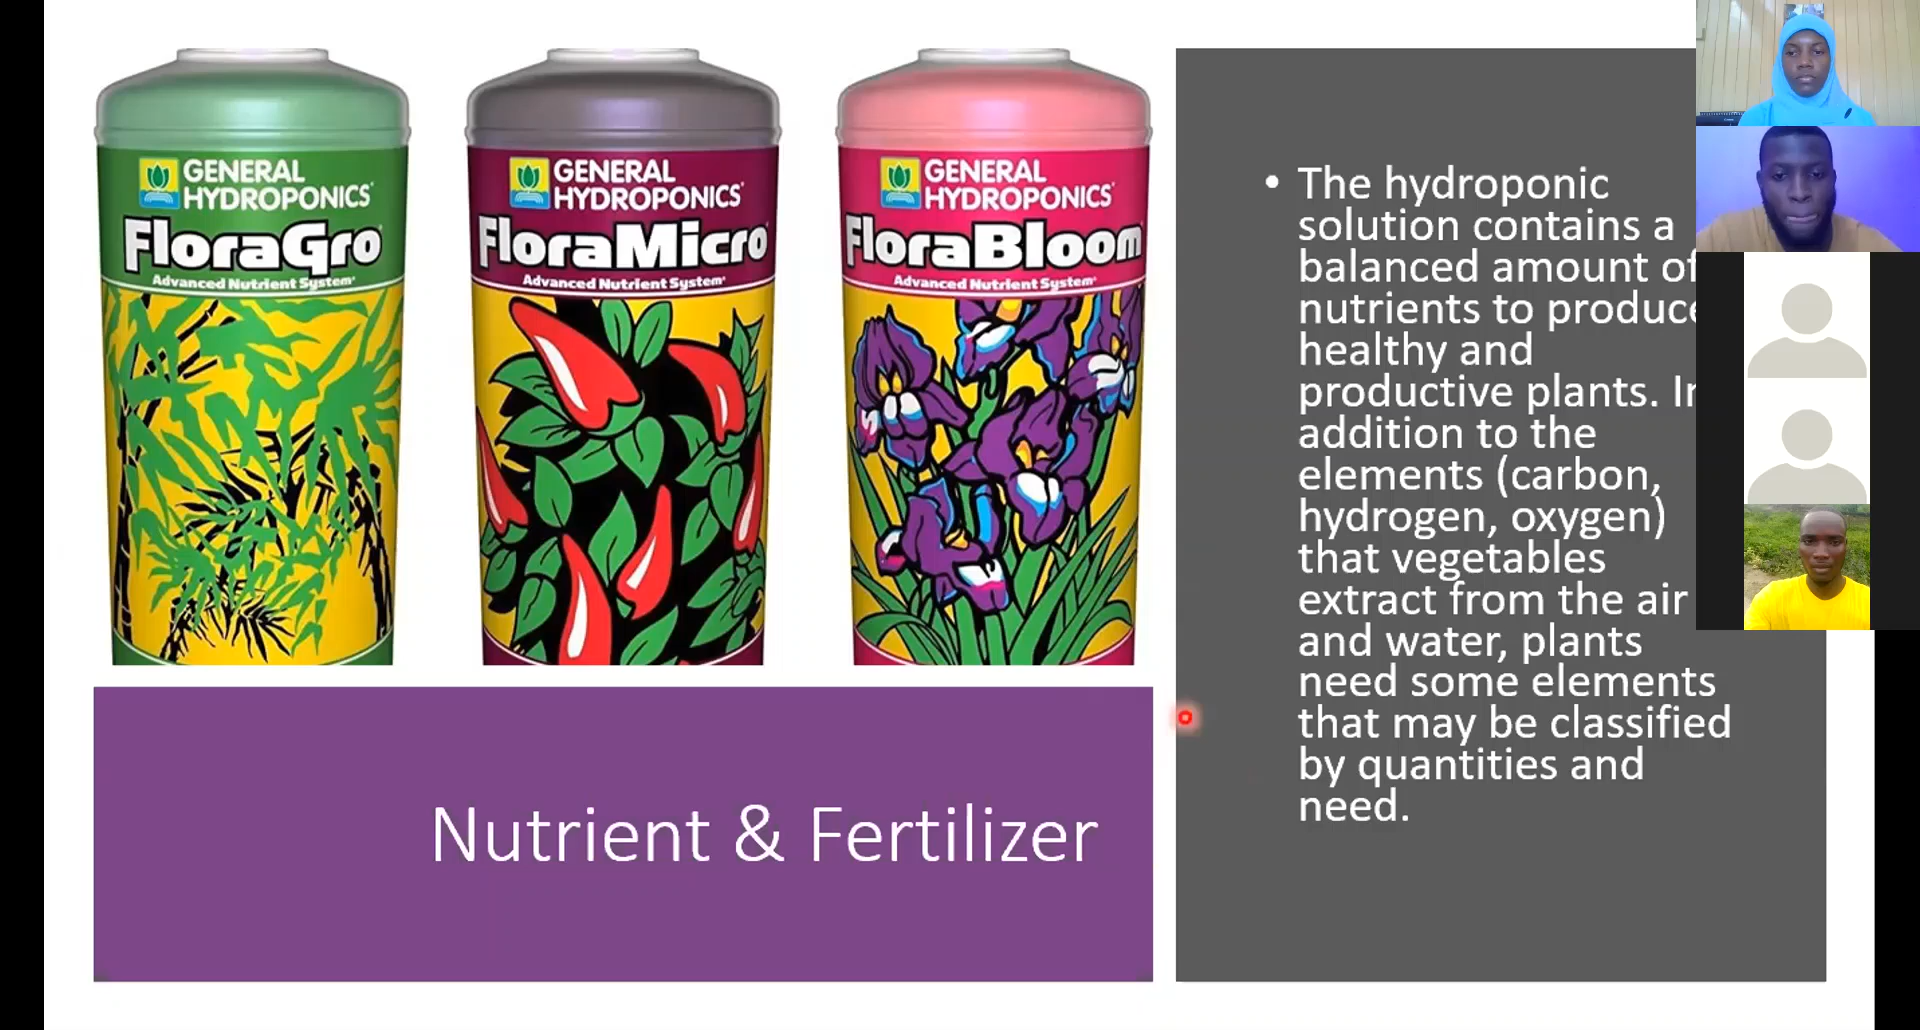 GENERAL
HYDROPONICS
FloraGro
Advanced Nutrient System
GENERAL
HYDROPONICS
FloraMicro
Advanced Nutrient System
GENERAL
HYDROPONICS
FloraBloom
Advanced Nutrient System
Nutrient & Fertilizer
• The hydroponic
solution contains a
balanced amount of
nutrients to produce
healthy and
productive plants. In
addition to the
elements (carbon,
hydrogen, oxygen)
that vegetables
extract from the air
and water, plants
need some elements
that may be classified
by quantities and
need.